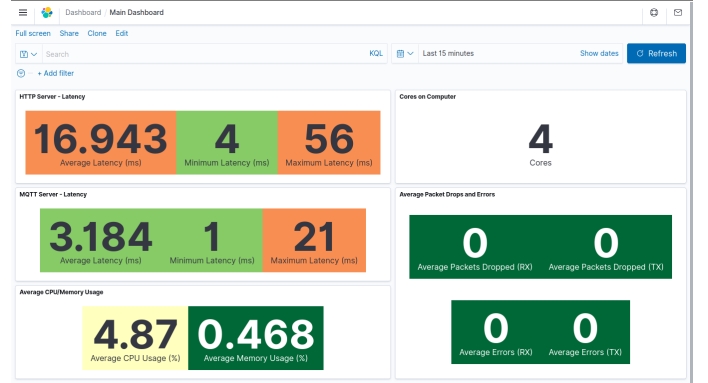 Dashboard / Main Dashboard
Full screen Share Clone Edit
Search KQL Last 15 minutes Show dates Refresh
+ Add filter
HTTP Server - Latency
16.943 4 56
Average Latency (ms) Minimum Latency (ms) Maximum Latency (ms)
Cores on Computer
4
Cores
MQTT Server - Latency
3.184 1 21
Average Latency (ms) Minimum Latency (ms) Maximum Latency (ms)
Average Packet Drops and Errors
0 0
Average Packets Dropped (RX) Average Packets Dropped (TX)
0 0
Average Errors (RX) Average Errors (TX)
Average CPU/Memory Usage
4.87 0.468
Average CPU Usage (%) Average Memory Usage (%)